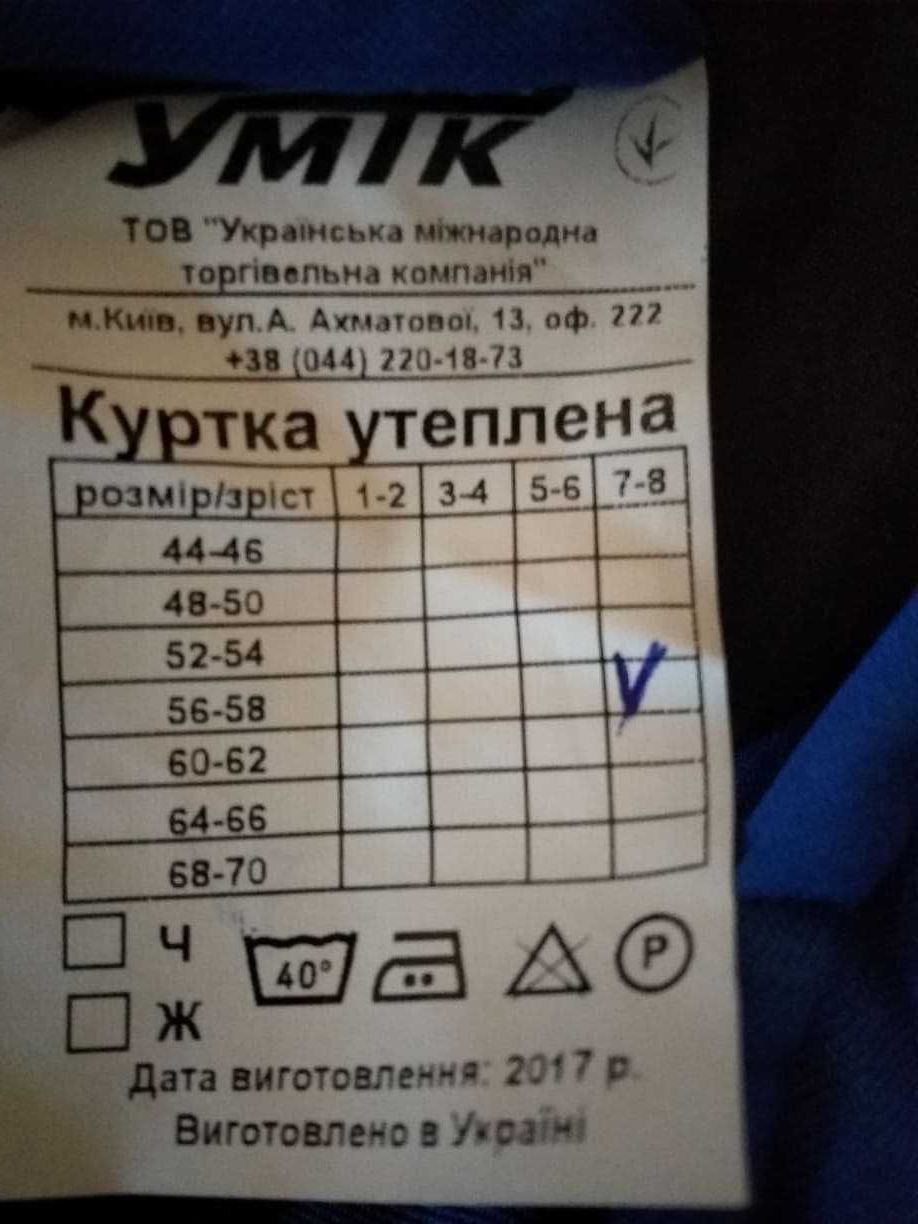 УМТК
ТОВ "Українська міжнародна
торгівельна компанія"
м.Київ, вул.А. Ахматової, 13, оф. 222
+38 (044) 220-18-73
Куртка утеплена
розмір/зріст 1-2 3-4 5-6 7-8
44-46
48-50
52-54
56-58 V
60-62
64-66
68-70
Ч
40°
P
Ж
Дата виготовлення: 2017 р.
Виготовлено в Україні